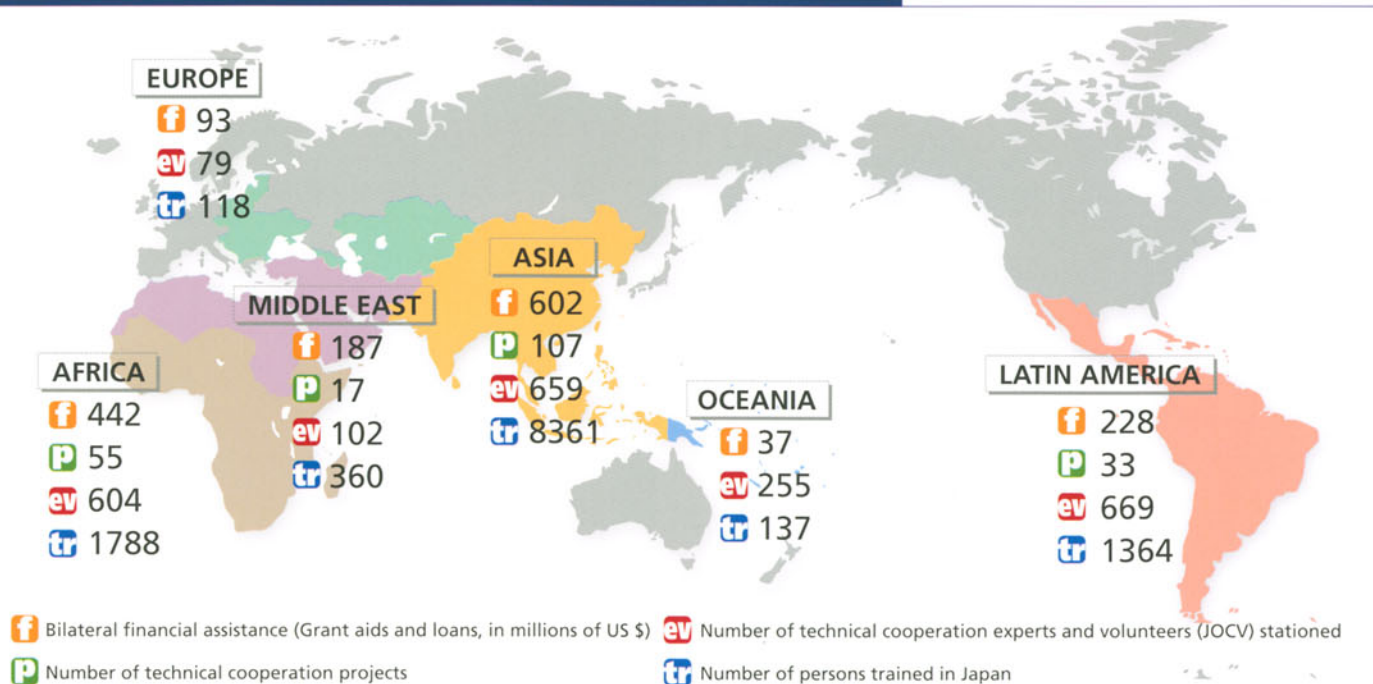 EUROPE
f 93
ev 79
tr 118
ASIA
f 602
p 107
ev 659
tr 8361
MIDDLE EAST
f 187
p 17
ev 102
tr 360
AFRICA
f 442
p 55
ev 604
tr 1788
OCEANIA
f 37
ev 255
tr 137
LATIN AMERICA
f 228
p 33
ev 669
tr 1364
f Bilateral financial assistance (Grant aids and loans, in millions of US $)
p Number of technical cooperation projects
ev Number of technical cooperation experts and volunteers (JOCV) stationed
tr Number of persons trained in Japan